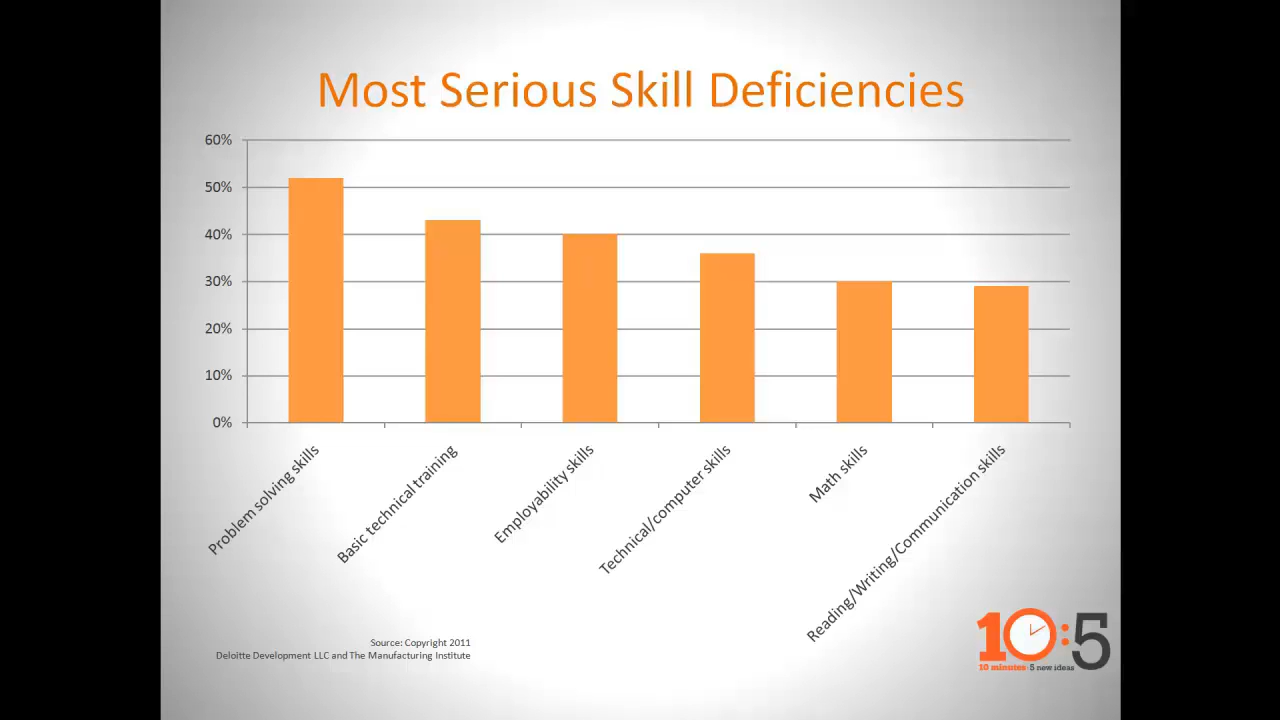 Most Serious Skill Deficiencies
60%
50%
40%
30%
20%
10%
0%
Problem solving skills
Basic technical training
Employability skills
Technical/computer skills
Math skills
Reading/Writing/Communication skills
Source: Copyright 2011
Deloitte Development LLC and The Manufacturing Institute
10:5
10 minutes·5 new ideas